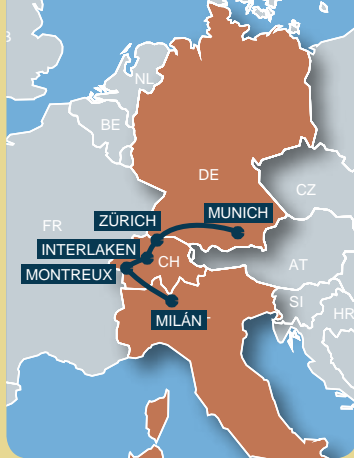 NL
BE
DE
CZ
FR
ZÜRICH
MUNICH
INTERLAKEN
CH
AT
MONTREUX
SI
HR
MILÁN